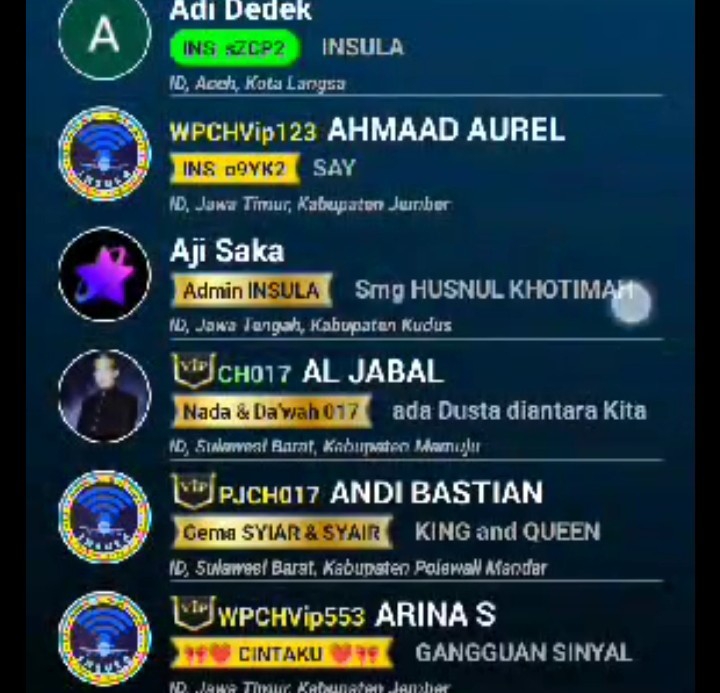 A
Adi Dedek
INS sZCP2 INSULA
ID, Aceh, Kota Langsa
WPCHVip123 AHMAAD AUREL
INSULA
INS o9YK2 SAY
ID, Jawa Timur, Kabupaten Jember
Aji Saka
Admin INSULA Smg HUSNUL KHOTIMAH
ID, Jawa Tengah, Kabupaten Kudus
VIP CH017 AL JABAL
Nada & Da'wah 017 ada Dusta diantara Kita
ID, Sulawesi Barat, Kabupaten Mamuju
VIP PJCH017 ANDI BASTIAN
INSULA
Gema SYIAR & SYAIR KING and QUEEN
ID, Sulawesi Barat, Kabupaten Polewali Mandar
VIP WPCHVip553 ARINA S
INSULA
🎀❤️ CINTAKU ❤️🎀 GANGGUAN SINYAL
ID, Jawa Timur, Kabupaten Jember